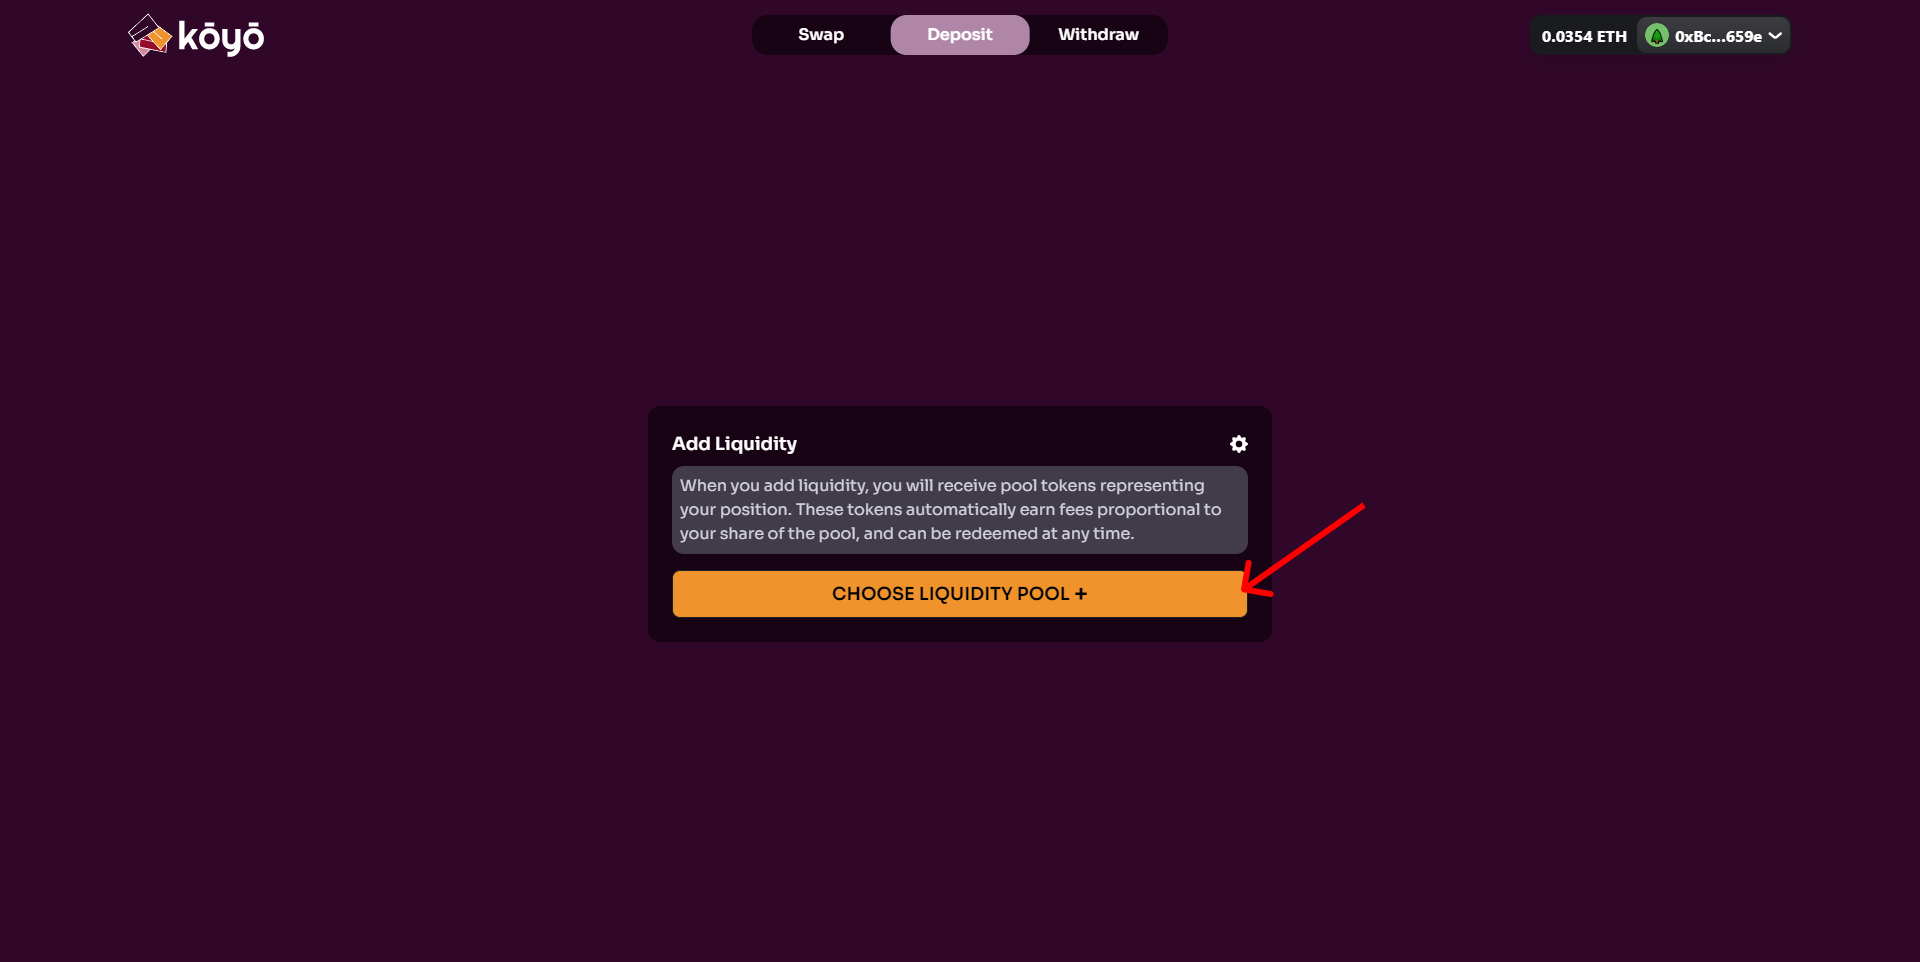 kōyō
Swap
Deposit
Withdraw
0.0354 ETH
0xBc...659e
Add Liquidity
When you add liquidity, you will receive pool tokens representing
your position. These tokens automatically earn fees proportional to
your share of the pool, and can be redeemed at any time.
CHOOSE LIQUIDITY POOL +